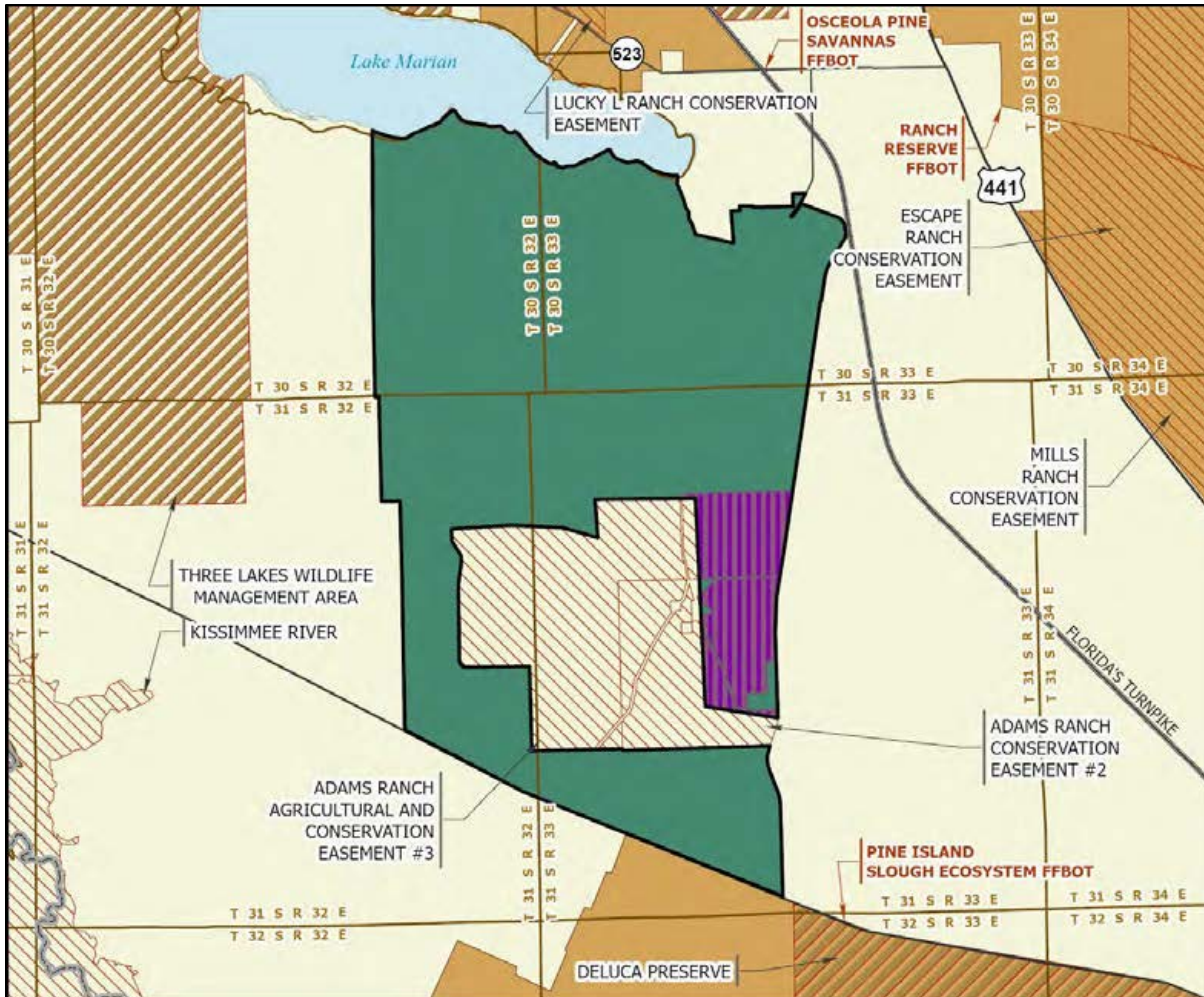 OSCEOLA PINE
SAVANNAS
FFBOT
523
Lake Marian
LUCKY L RANCH CONSERVATION
EASEMENT
T 30 S R 33 E
T 30 S R 34 E
RANCH
RESERVE
FFBOT
441
ESCAPE
RANCH
CONSERVATION
EASEMENT
T 30 S R 31 E
T 30 S R 32 E
T 30 S R 32 E
T 30 S R 33 E
T 30 S R 32 E
T 31 S R 32 E
T 30 S R 33 E
T 31 S R 33 E
T 30 S R 34 E
T 31 S R 34 E
MILLS
RANCH
CONSERVATION
EASEMENT
T 31 S R 31 E
T 31 S R 32 E
THREE LAKES WILDLIFE
MANAGEMENT AREA
KISSIMMEE RIVER
T 31 S R 33 E
T 31 S R 34 E
FLORIDA'S TURNPIKE
ADAMS RANCH
CONSERVATION
EASEMENT #2
ADAMS RANCH
AGRICULTURAL AND
CONSERVATION
EASEMENT #3
T 31 S R 32 E
T 31 S R 33 E
PINE ISLAND
SLOUGH ECOSYSTEM FFBOT
T 31 S R 32 E
T 32 S R 32 E
T 31 S R 33 E
T 32 S R 33 E
T 31 S R 34 E
T 32 S R 34 E
DELUCA PRESERVE